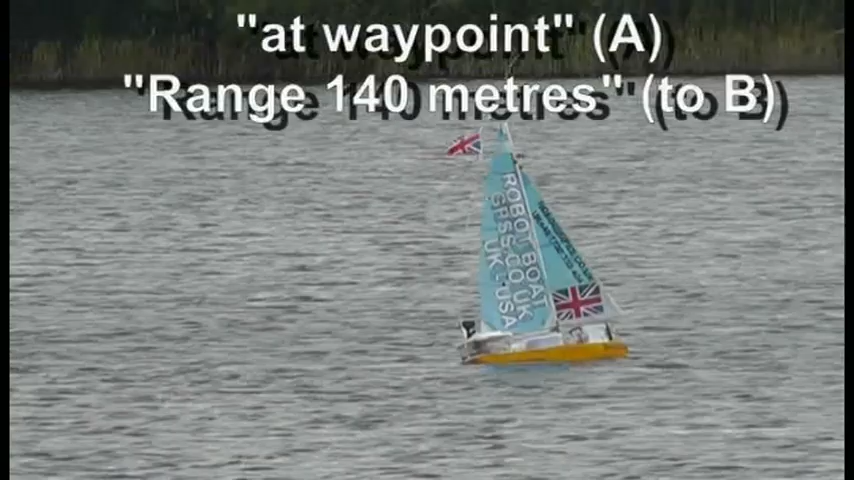 "at waypoint" (A)
"Range 140 metres" (to B)
ROBOT BOAT
GPSS.CO.UK
UK - USA